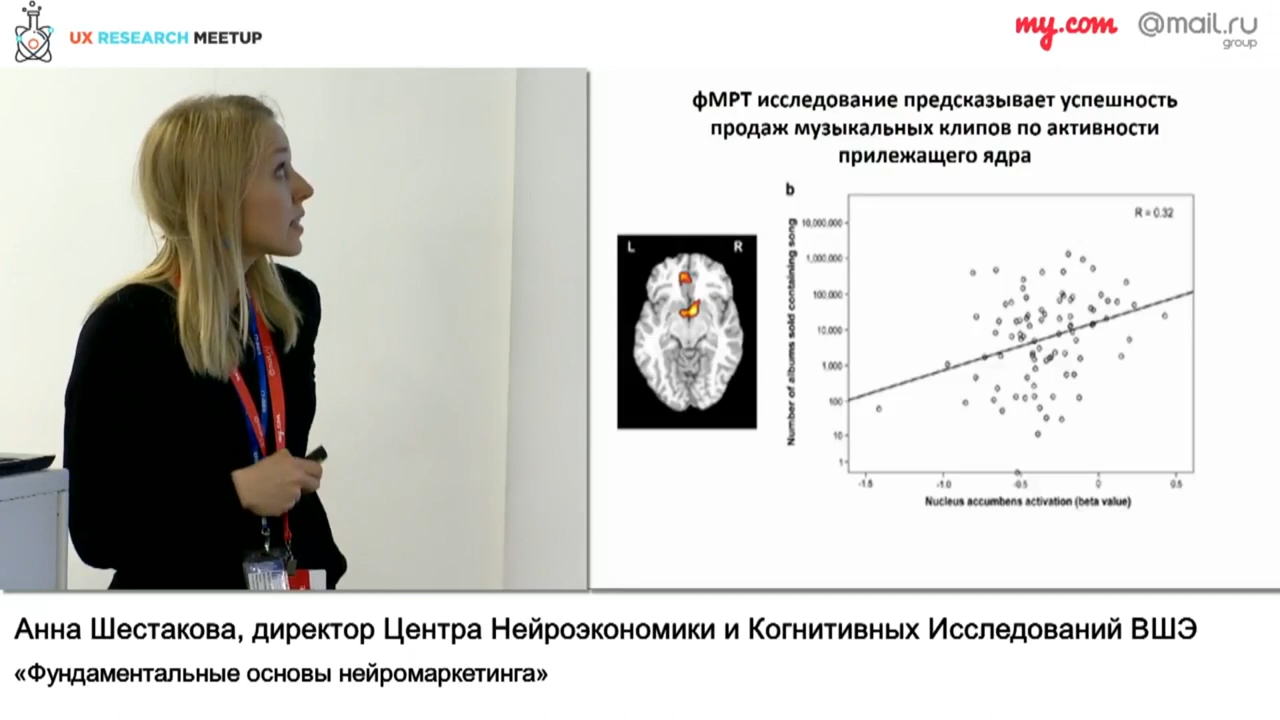 UX RESEARCH MEETUP
my.com @mail.ru
group
фМРТ исследование предсказывает успешность
продаж музыкальных клипов по активности
прилежащего ядра
b
L R
R = 0.32
Number of albums sold containing song
10,000,000
1,000,000
100,000
10,000
1,000
100
10
1
-1.5 -1.0 -0.5 0 0.5
Nucleus accumbens activation (beta value)
Анна Шестакова, директор Центра Нейроэкономики и Когнитивных Исследований ВШЭ
«Фундаментальные основы нейромаркетинга»